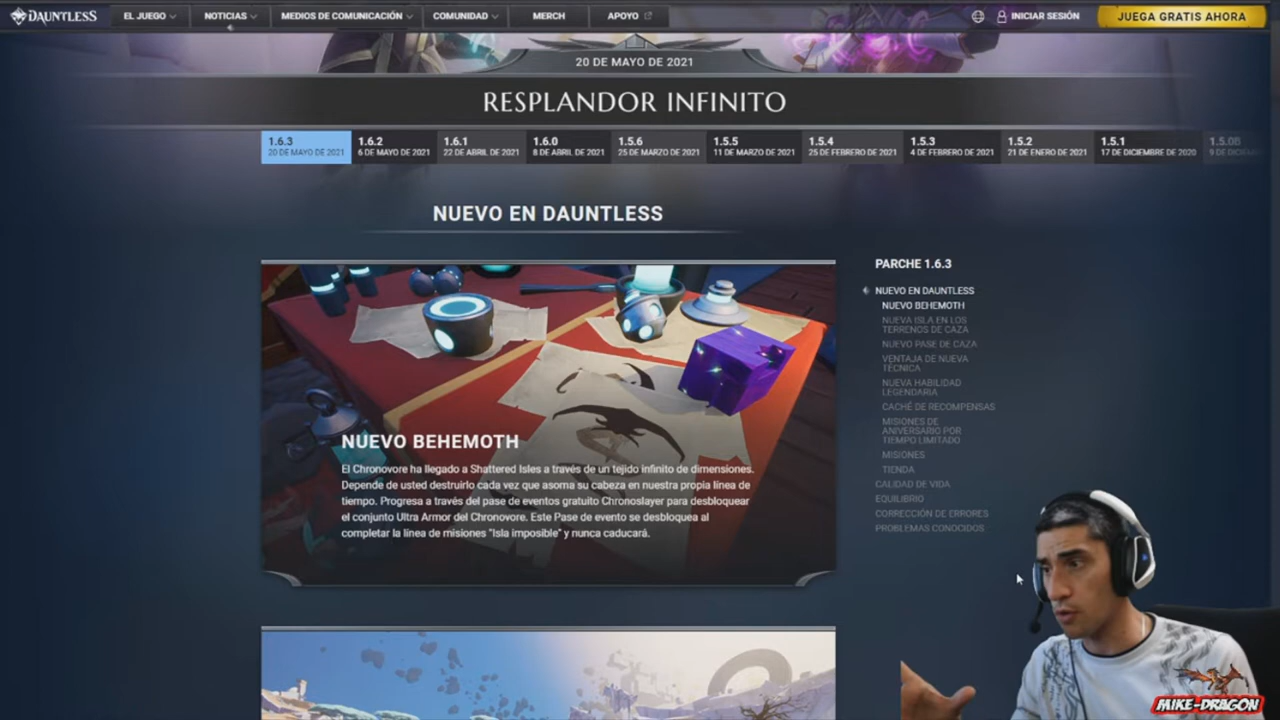 DAUNTLESS
EL JUEGO
NOTICIAS
MEDIOS DE COMUNICACIÓN
COMUNIDAD
MERCH
APOYO
INICIAR SESIÓN
JUEGA GRATIS AHORA
20 DE MAYO DE 2021
RESPLANDOR INFINITO
1.6.3
20 DE MAYO DE 2021
1.6.2
6 DE MAYO DE 2021
1.6.1
22 DE ABRIL DE 2021
1.6.0
8 DE ABRIL DE 2021
1.5.6
25 DE MARZO DE 2021
1.5.5
11 DE MARZO DE 2021
1.5.4
25 DE FEBRERO DE 2021
1.5.3
4 DE FEBRERO DE 2021
1.5.2
21 DE ENERO DE 2021
1.5.1
17 DE DICIEMBRE DE 2020
NUEVO EN DAUNTLESS
NUEVO BEHEMOTH
El Chronovore ha llegado a Shattered Isles a través de un tejido infinito de dimensiones.
Depende de usted destruirlo cada vez que asoma su cabeza en nuestra propia línea de
tiempo. Progresa a través del pase de eventos gratuito Chronoslayer para desbloquear
el conjunto Ultra Armor del Chronovore. Este Pase de evento se desbloquea al
completar la línea de misiones "Isla imposible" y nunca caducará.
PARCHE 1.6.3
NUEVO EN DAUNTLESS
NUEVO BEHEMOTH
NUEVA ISLA EN LOS
TERRENOS DE CAZA
NUEVO PASE DE CAZA
VENTAJA DE NUEVA
TÉCNICA
NUEVA HABILIDAD
LEGENDARIA
CACHÉ DE RECOMPENSAS
MISIONES DE
ANIVERSARIO POR
TIEMPO LIMITADO
MISIONES
TIENDA
CALIDAD DE VIDA
EQUILIBRIO
CORRECCIÓN DE ERRORES
PROBLEMAS CONOCIDOS
MIKE-DRAGON